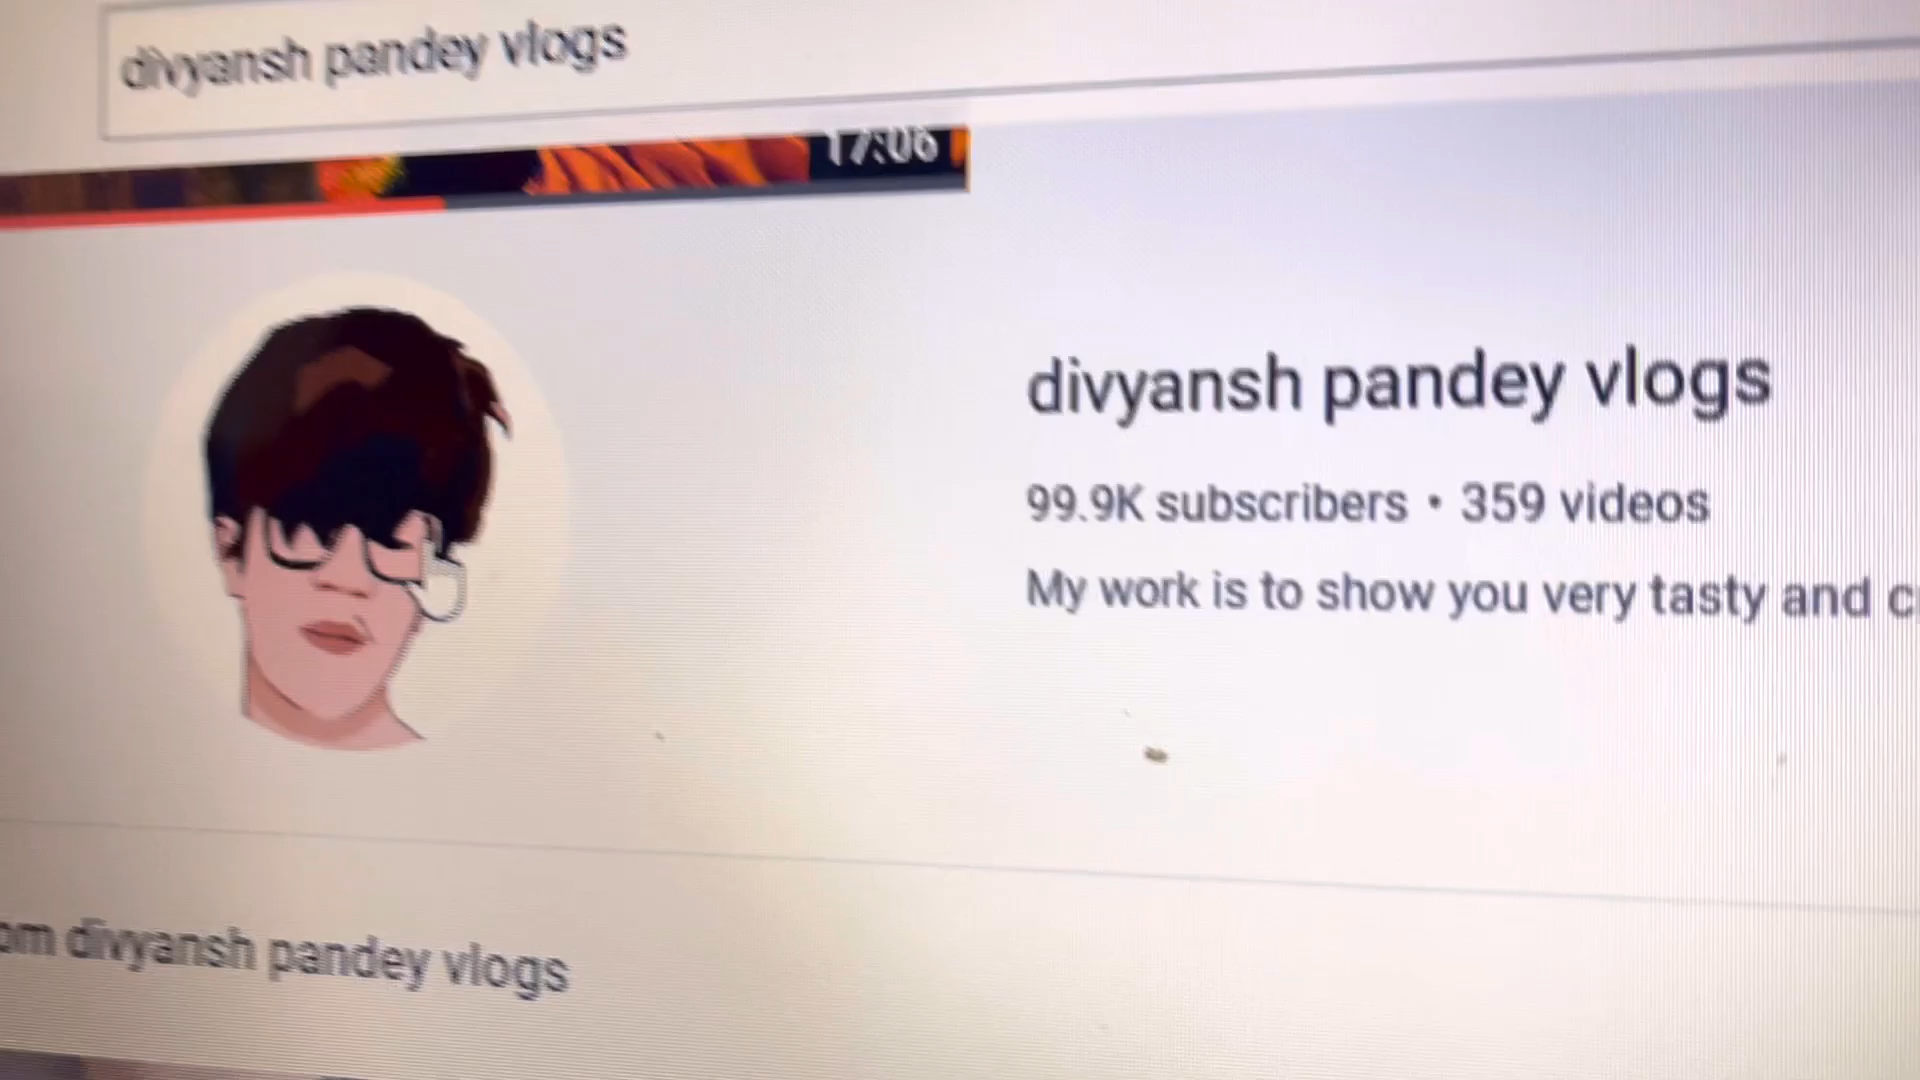 divyansh pandey vlogs
17:06
divyansh pandey vlogs
99.9K subscribers • 359 videos
My work is to show you very tasty and
divyansh pandey vlogs